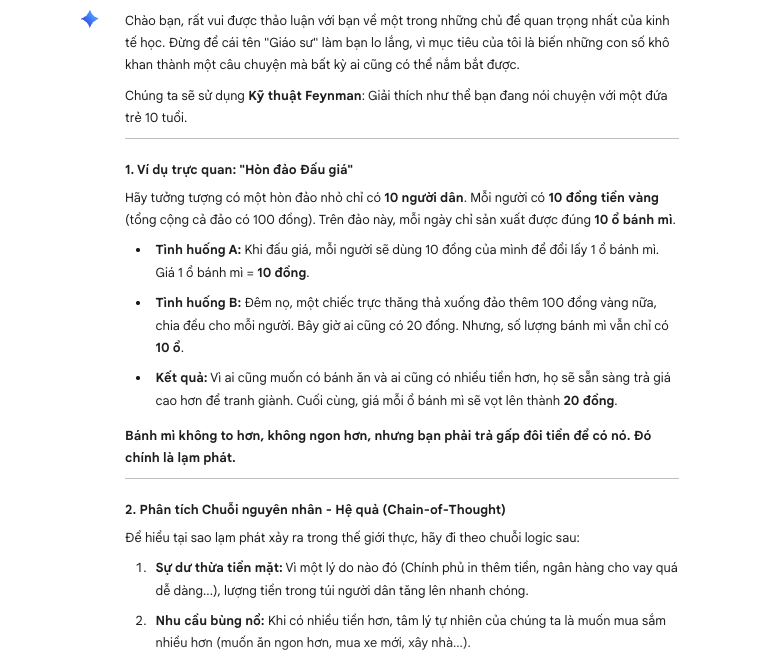 Chào bạn, rất vui được thảo luận với bạn về một trong những chủ đề quan trọng nhất của kinh
tế học. Đừng để cái tên "Giáo sư" làm bạn lo lắng, vì mục tiêu của tôi là biến những con số khô
khan thành một câu chuyện mà bất kỳ ai cũng có thể nắm bắt được.
Chúng ta sẽ sử dụng Kỹ thuật Feynman: Giải thích như thể bạn đang nói chuyện với một đứa
trẻ 10 tuổi.
1. Ví dụ trực quan: "Hòn đảo Đấu giá"
Hãy tưởng tượng có một hòn đảo nhỏ chỉ có 10 người dân. Mỗi người có 10 đồng tiền vàng
(tổng cộng cả đảo có 100 đồng). Trên đảo này, mỗi ngày chỉ sản xuất được đúng 10 ổ bánh mì.
• Tình huống A: Khi đấu giá, mỗi người sẽ dùng 10 đồng của mình để đổi lấy 1 ổ bánh mì.
Giá 1 ổ bánh mì = 10 đồng.
• Tình huống B: Đêm nọ, một chiếc trực thăng thả xuống đảo thêm 100 đồng vàng nữa,
chia đều cho mỗi người. Bây giờ ai cũng có 20 đồng. Nhưng, số lượng bánh mì vẫn chỉ có
10 ổ.
• Kết quả: Vì ai cũng muốn có bánh ăn và ai cũng có nhiều tiền hơn, họ sẽ sẵn sàng trả giá
cao hơn để tranh giành. Cuối cùng, giá mỗi ổ bánh mì sẽ vọt lên thành 20 đồng.
Bánh mì không to hơn, không ngon hơn, nhưng bạn phải trả gấp đôi tiền để có nó. Đó
chính là lạm phát.
2. Phân tích Chuỗi nguyên nhân - Hệ quả (Chain-of-Thought)
Để hiểu tại sao lạm phát xảy ra trong thế giới thực, hãy đi theo chuỗi logic sau:
1. Sự dư thừa tiền mặt: Vì một lý do nào đó (Chính phủ in thêm tiền, ngân hàng cho vay quá
dễ dàng...), lượng tiền trong túi người dân tăng lên nhanh chóng.
2. Nhu cầu bùng nổ: Khi có nhiều tiền hơn, tâm lý tự nhiên của chúng ta là muốn mua sắm
nhiều hơn (muốn ăn ngon hơn, mua xe mới, xây nhà...).